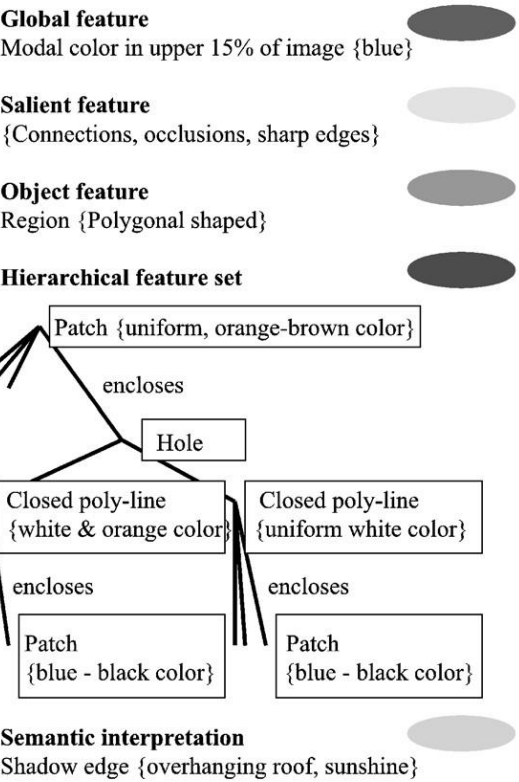 Global feature
Modal color in upper 15% of image {blue}
Salient feature
{Connections, occlusions, sharp edges}
Object feature
Region {Polygonal shaped}
Hierarchical feature set
Patch {uniform, orange-brown color}
encloses
Hole
Closed poly-line
{white & orange color}
Closed poly-line
{uniform white color}
encloses
encloses
Patch
{blue - black color}
Patch
{blue - black color}
Semantic interpretation
Shadow edge {overhanging roof, sunshine}